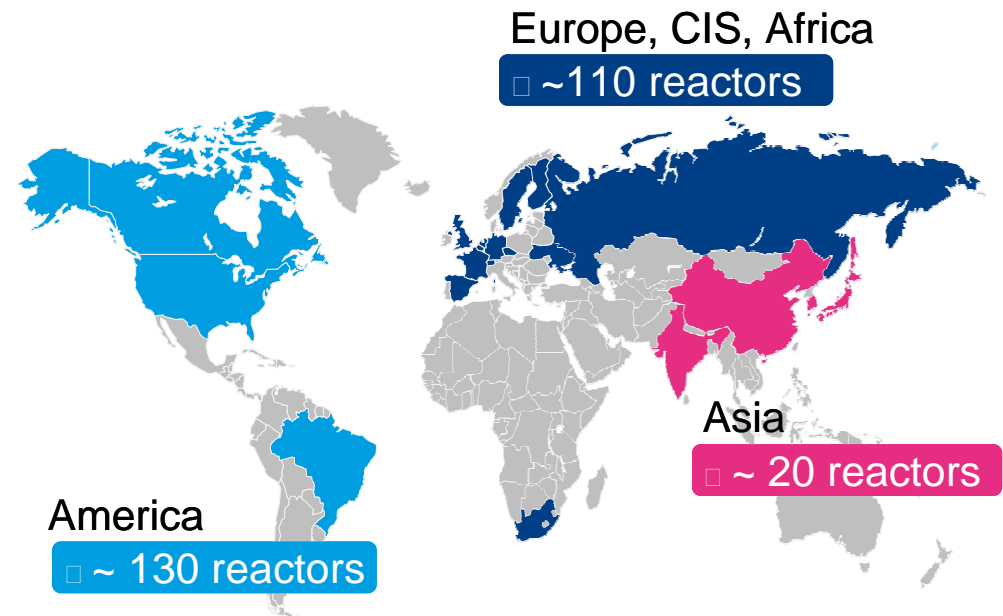 Europe, CIS, Africa
□ ~110 reactors
Asia
□ ~ 20 reactors
America
□ ~ 130 reactors